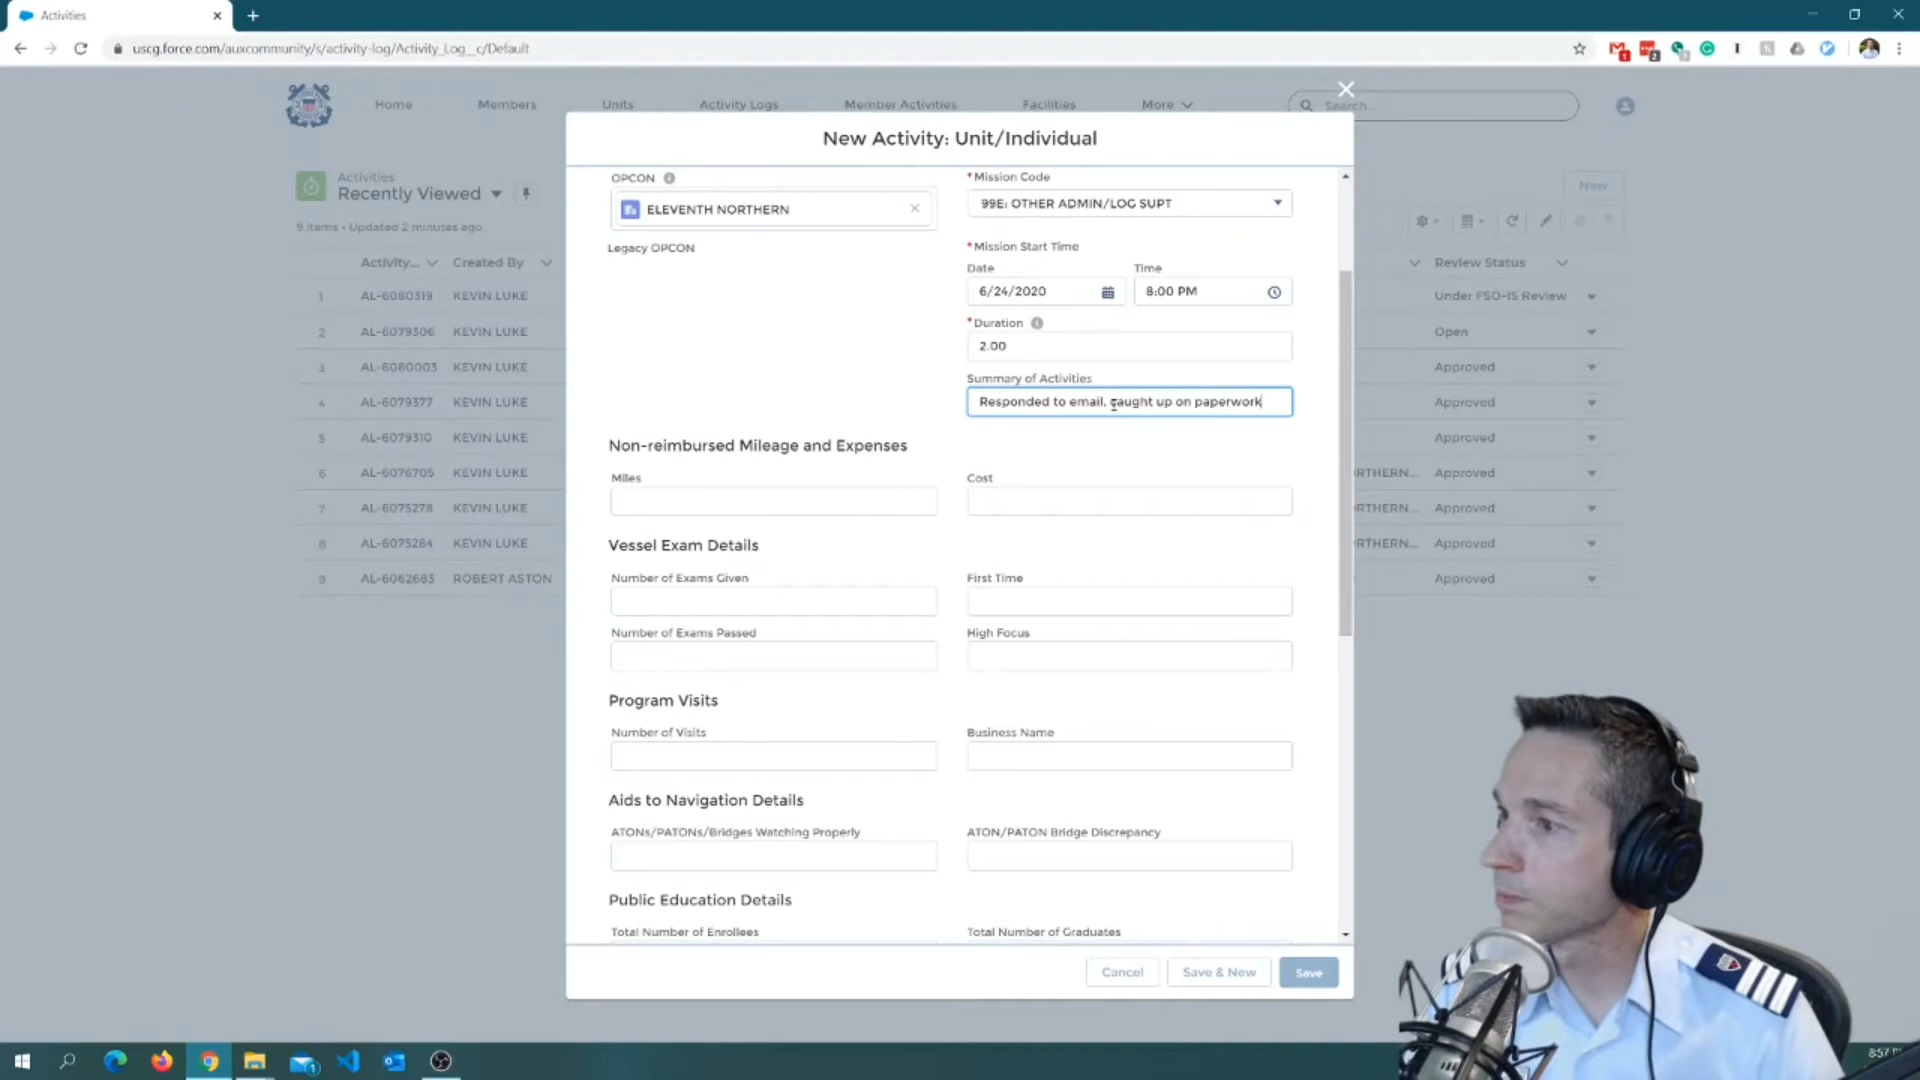 Activities
uscg.force.com/auxcommunity/s/activity-log/Activity_Log__c/Default
Home Members Units Activity Logs Member Activities Facilities More Search...
New Activity: Unit/Individual
Activities
Recently Viewed
New
9 items • Updated 2 minutes ago
Activity... Created By Review Status
1 AL-6080319 KEVIN LUKE Under FSO-IS Review
2 AL-6079306 KEVIN LUKE Open
3 AL-6080003 KEVIN LUKE Approved
4 AL-6079377 KEVIN LUKE Approved
5 AL-6079310 KEVIN LUKE Approved
6 AL-6076705 KEVIN LUKE RTHERN... Approved
7 AL-6075278 KEVIN LUKE RTHERN... Approved
8 AL-6075284 KEVIN LUKE RTHERN... Approved
9 AL-6062683 ROBERT ASTON Approved
OPCON
ELEVENTH NORTHERN
Legacy OPCON
*Mission Code
99E: OTHER ADMIN/LOG SUPT
*Mission Start Time
Date Time
6/24/2020 8:00 PM
*Duration
2.00
Summary of Activities
Responded to email, caught up on paperwork
Non-reimbursed Mileage and Expenses
Miles Cost
Vessel Exam Details
Number of Exams Given First Time
Number of Exams Passed High Focus
Program Visits
Number of Visits Business Name
Aids to Navigation Details
ATONs/PATONs/Bridges Watching Properly ATON/PATON Bridge Discrepancy
Public Education Details
Total Number of Enrollees Total Number of Graduates
Cancel Save & New Save